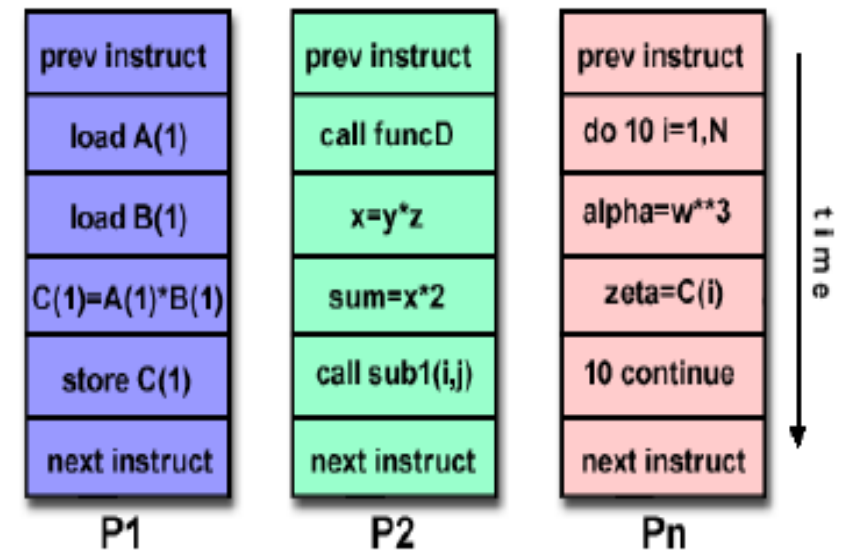 prev instruct
load A(1)
load B(1)
C(1)=A(1)*B(1)
store C(1)
next instruct
P1
prev instruct
call funcD
x=y*z
sum=x*2
call sub1(i,j)
next instruct
P2
prev instruct
do 10 i=1,N
alpha=w**3
zeta=C(i)
10 continue
next instruct
Pn
time